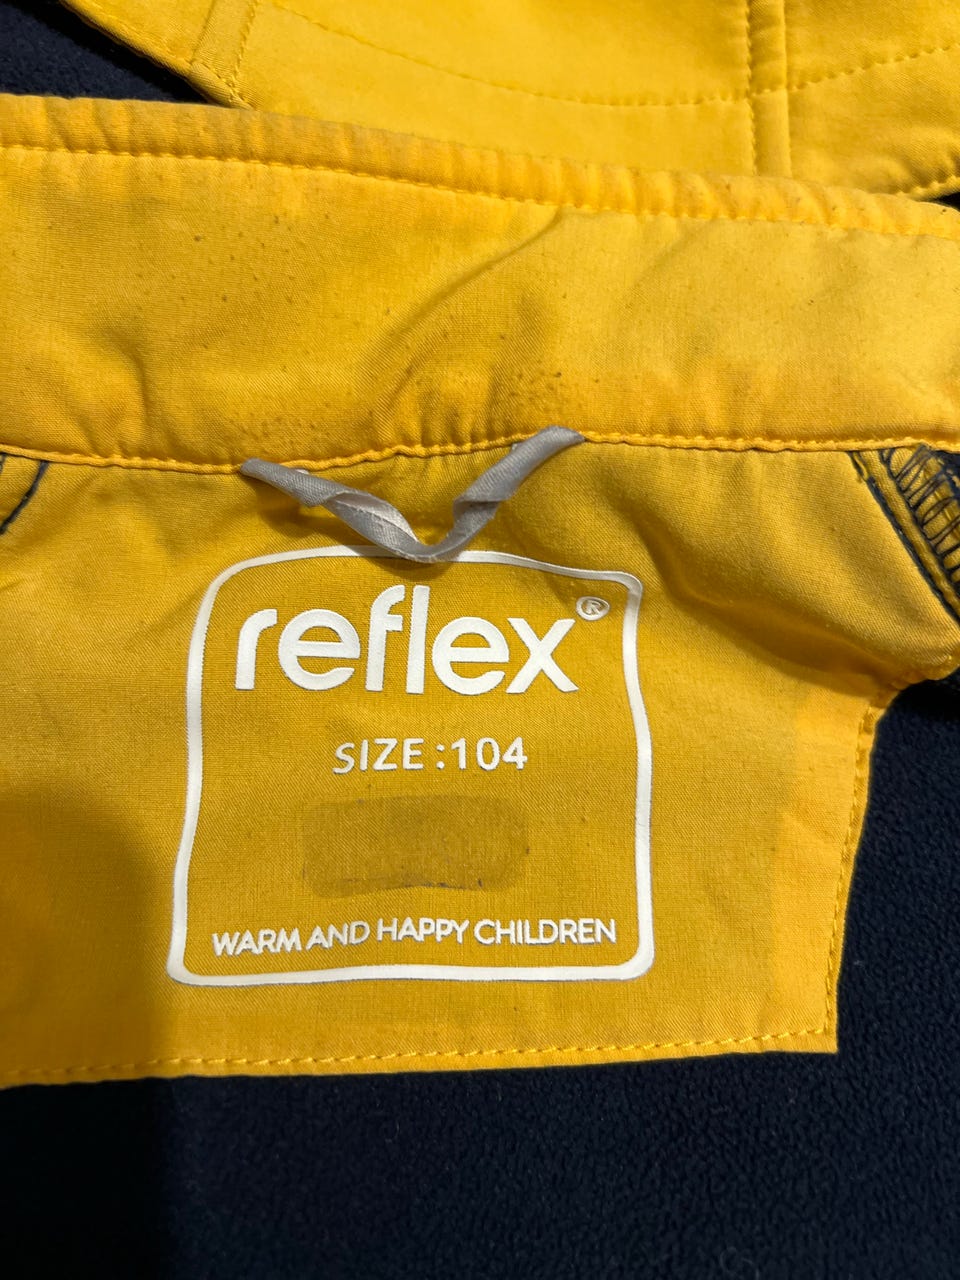 reflex®
SIZE :104
WARM AND HAPPY CHILDREN